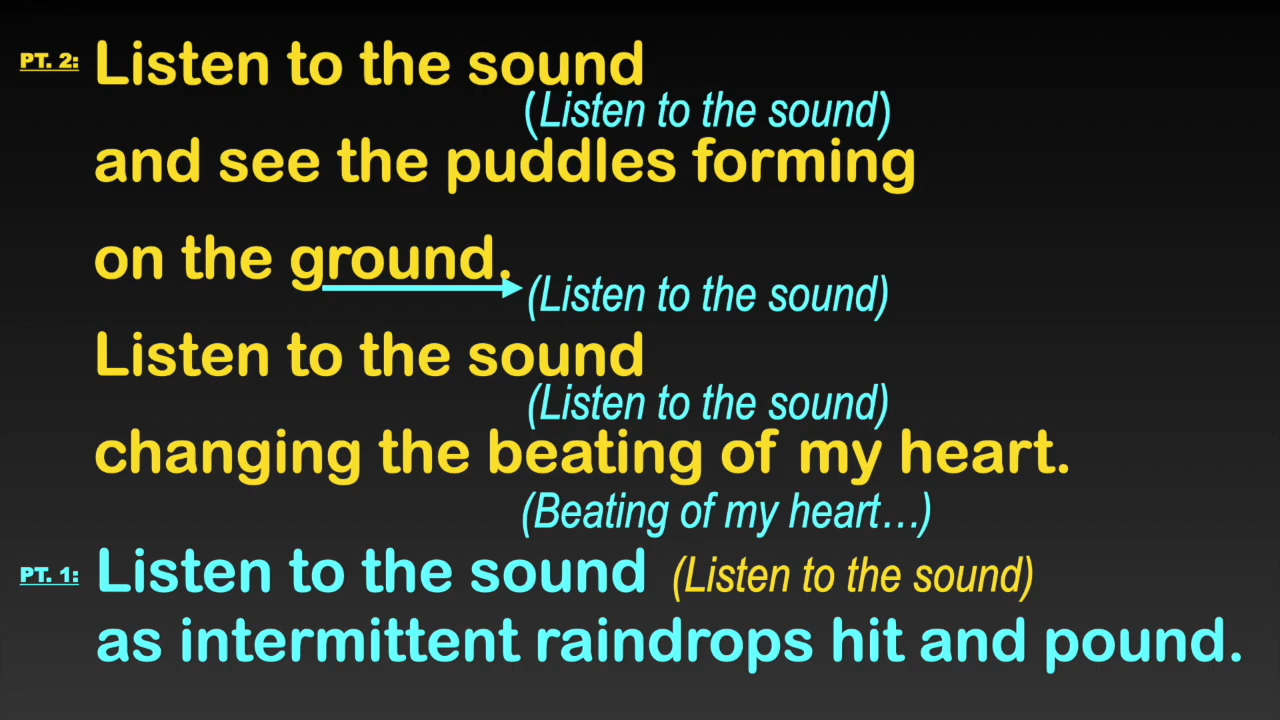 PT. 2: Listen to the sound
(Listen to the sound)
and see the puddles forming
on the ground.
(Listen to the sound)
Listen to the sound
(Listen to the sound)
changing the beating of my heart.
(Beating of my heart...)
PT. 1: Listen to the sound (Listen to the sound)
as intermittent raindrops hit and pound.